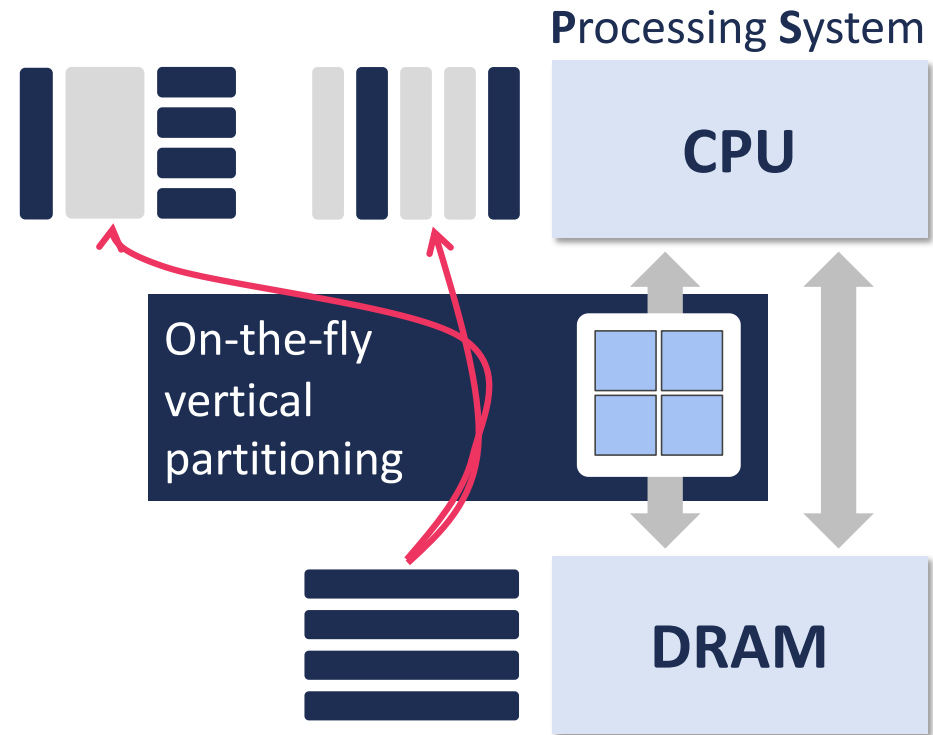 Processing System
CPU
On-the-fly
vertical
partitioning
DRAM